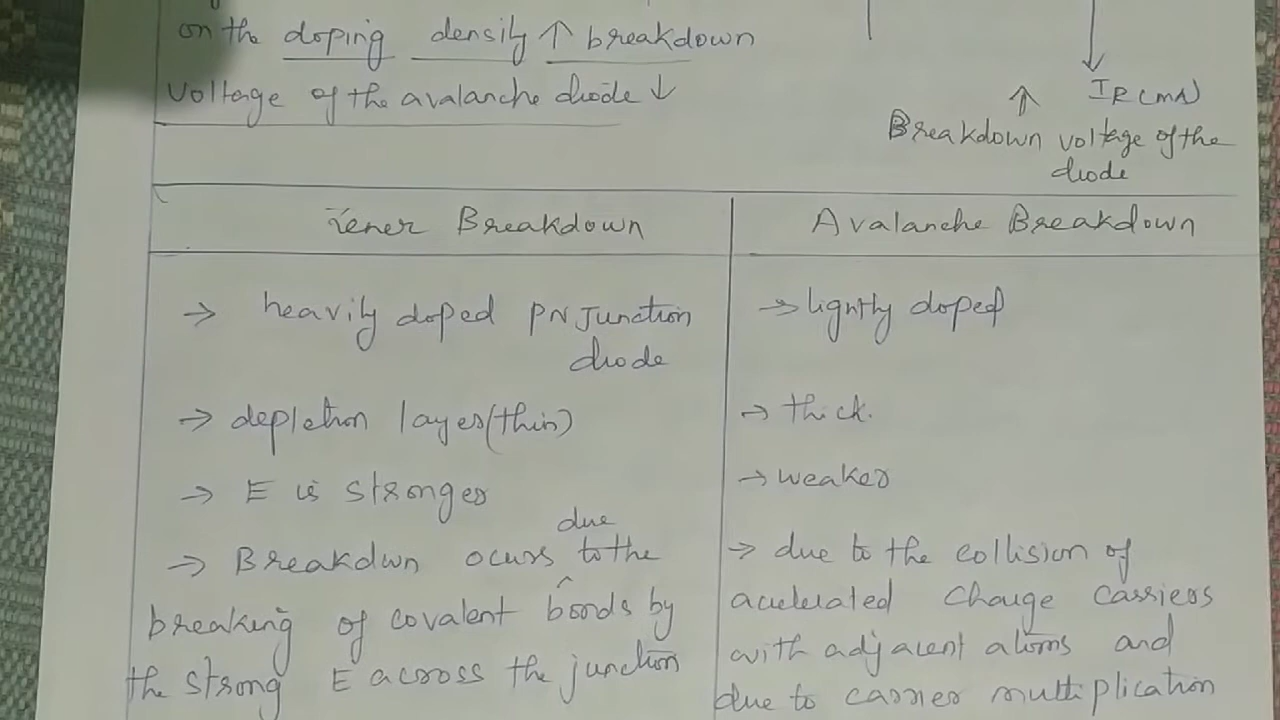 on the doping density ↑ breakdown
voltage of the avalanche diode ↓
IR (mA)
↑
Breakdown voltage of the
diode
Zener Breakdown
Avalanche Breakdown
→ heavily doped PN Junction
diode
→ lightly doped
→ depletion layer (thin)
→ thick.
→ E is stronger
→ weaker
due
→ Breakdwn ocurs to the
breaking of covalent bonds by
the strong E across the junction
→ due to the collision of
accelerated charge carriers
with adjacent atoms and
due to carrier multiplication